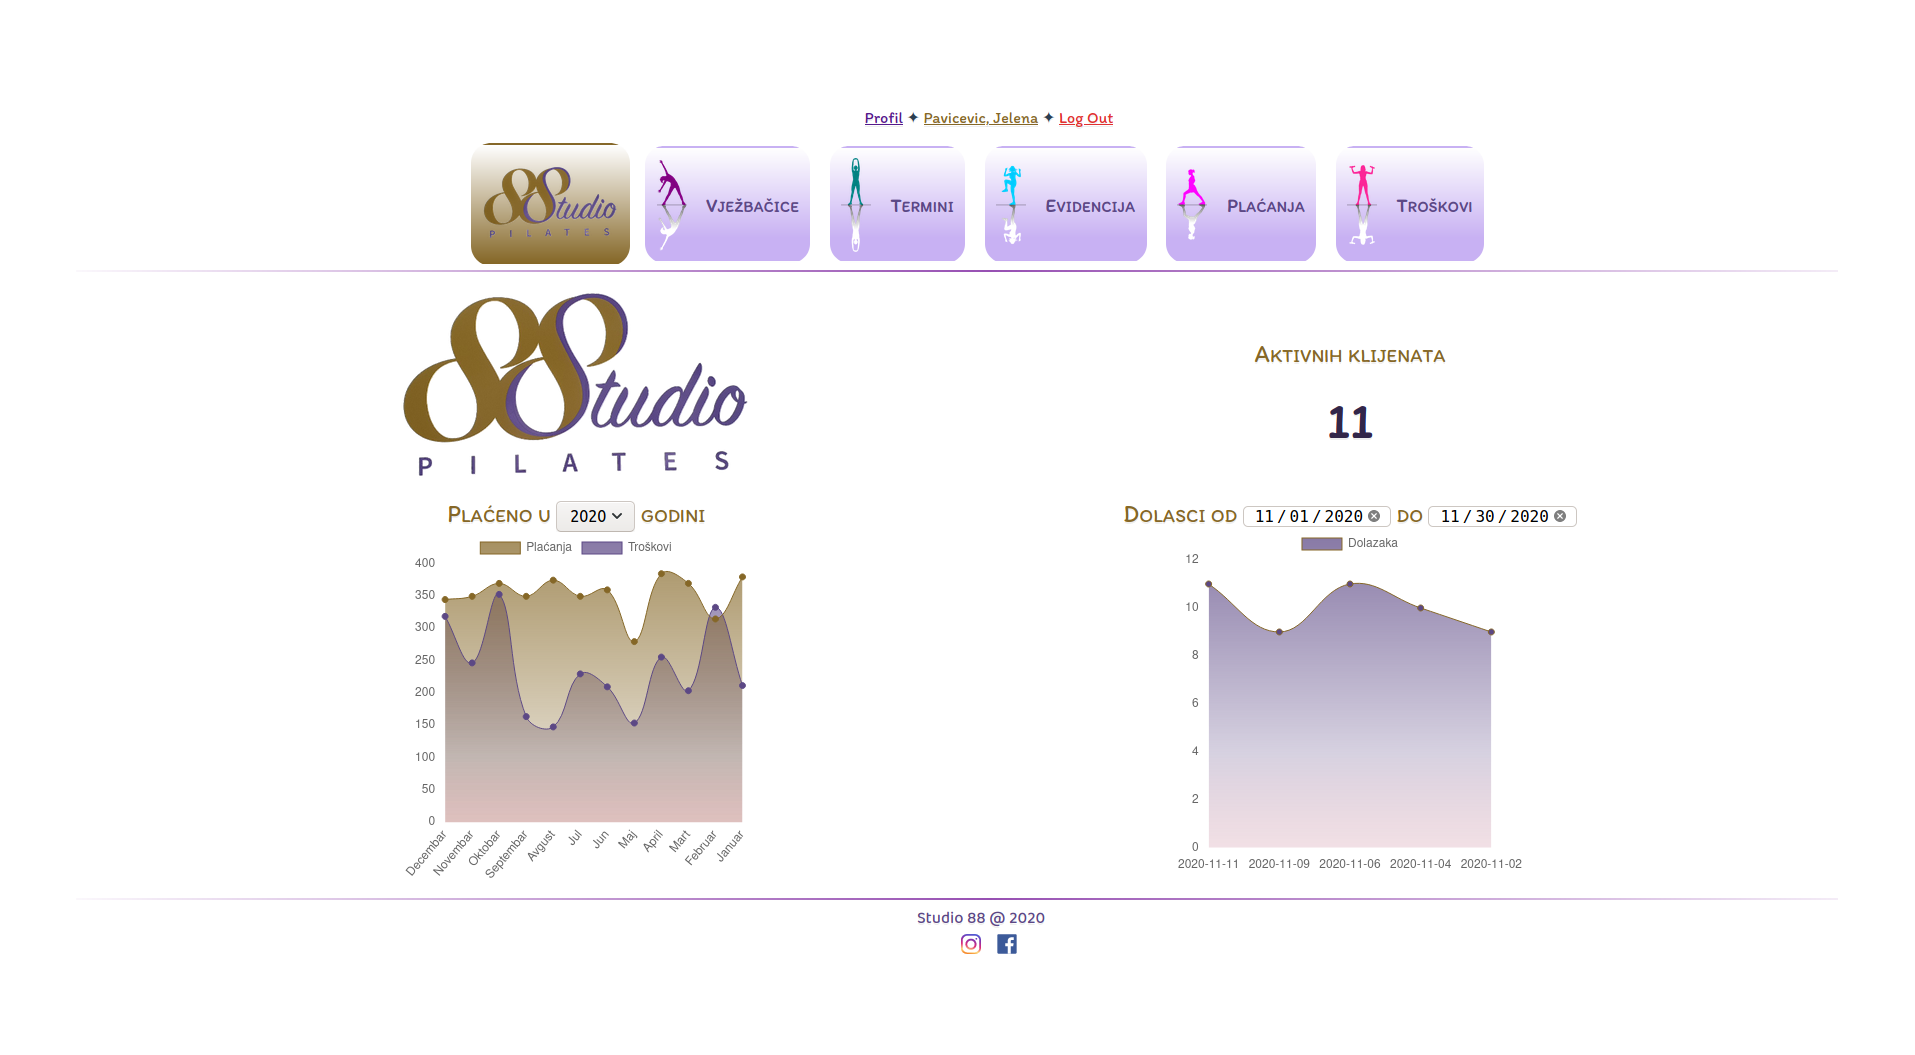 Profil ✦ Pavicevic, Jelena ✦ Log Out
88 Studio
PILATES
Vježbačice
Termini
Evidencija
Plaćanja
Troškovi
88 Studio
PILATES
Aktivnih klijenata
11
Plaćeno u 2020 godini
Plaćanja Troškovi
400
350
300
250
200
150
100
50
0
Decembar Novembar Oktobar Septembar Avgust Jul Jun Maj April Mart Februar Januar
Dolasci od 11/01/2020 do 11/30/2020
Dolazaka
12
10
8
6
4
2
0
2020-11-11 2020-11-09 2020-11-06 2020-11-04 2020-11-02
Studio 88 @ 2020